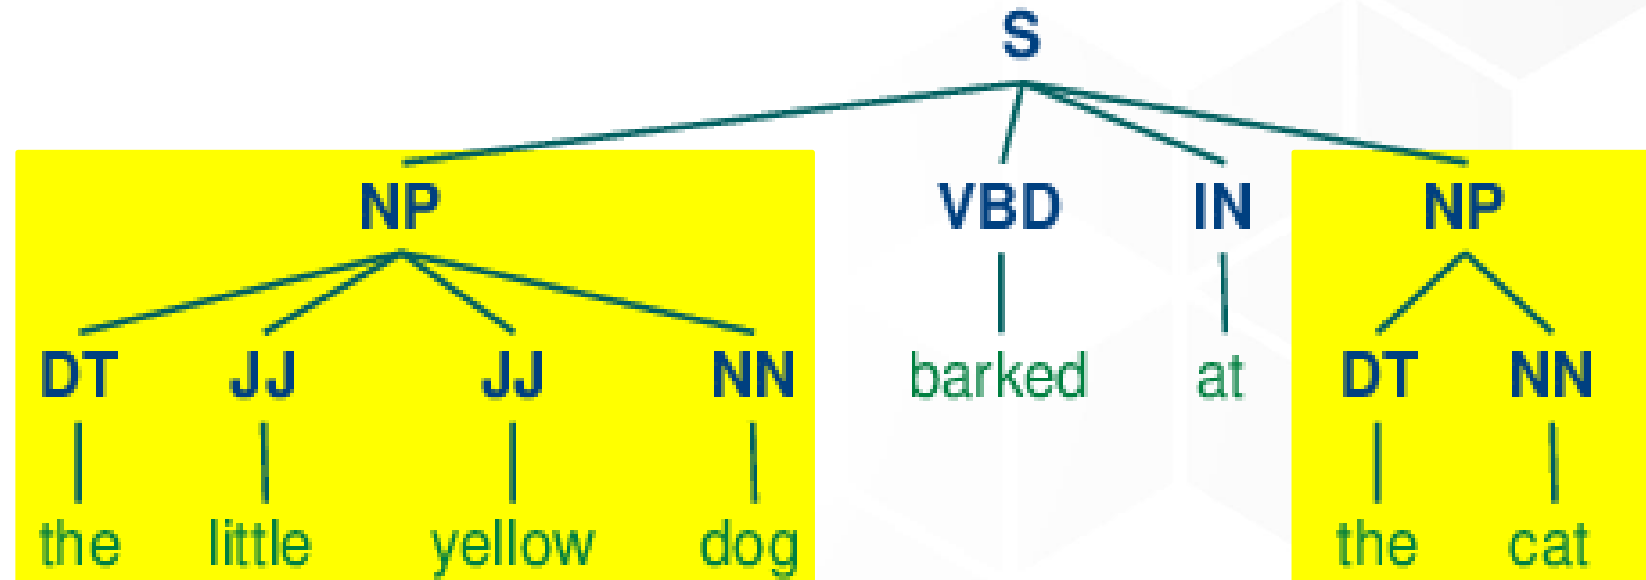 S
NP VBD IN NP
DT JJ JJ NN barked at DT NN
the little yellow dog the cat